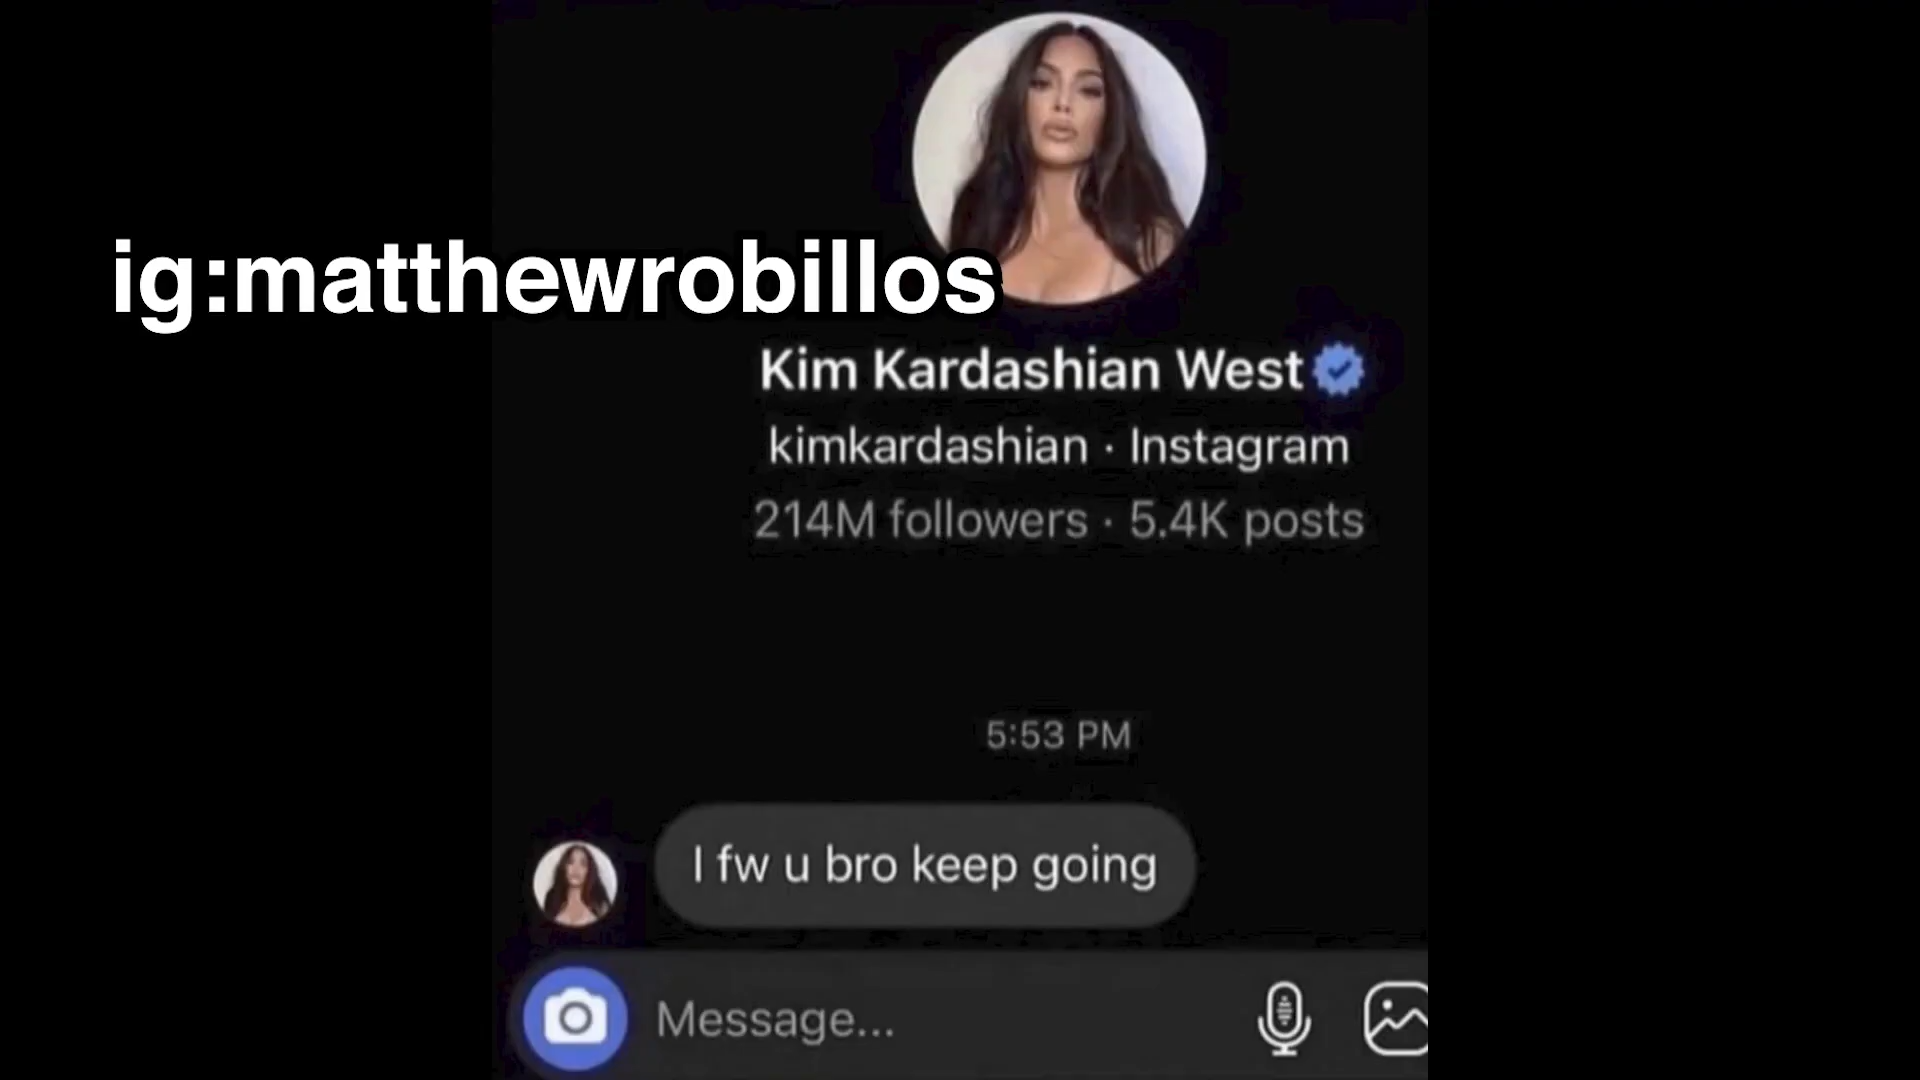 ig:matthewrobillos
Kim Kardashian West
kimkardashian · Instagram
214M followers · 5.4K posts
5:53 PM
I fw u bro keep going
Message...